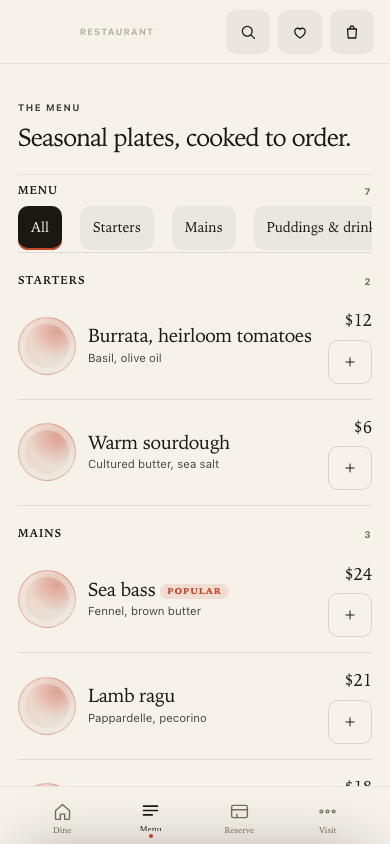 RESTAURANT
THE MENU
Seasonal plates, cooked to order.
MENU 7
All Starters Mains Puddings & drink
STARTERS 2
$12
Burrata, heirloom tomatoes
Basil, olive oil
+
$6
Warm sourdough
Cultured butter, sea salt
+
MAINS 3
$24
Sea bass POPULAR
Fennel, brown butter
+
$21
Lamb ragu
Pappardelle, pecorino
+
$18
Dine Menu Reserve Visit